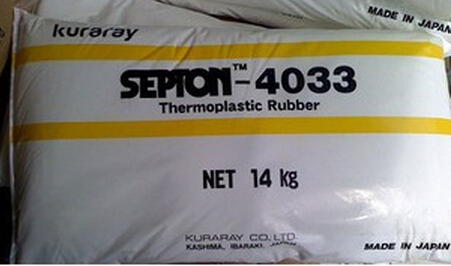 MADE IN JAPAN
kuraray
SEPTON™-4033
Thermoplastic Rubber
NET 14 kg
KURARAY CO., LTD.
KASHIMA, IBARAKI, JAPAN
MADE IN JAPAN